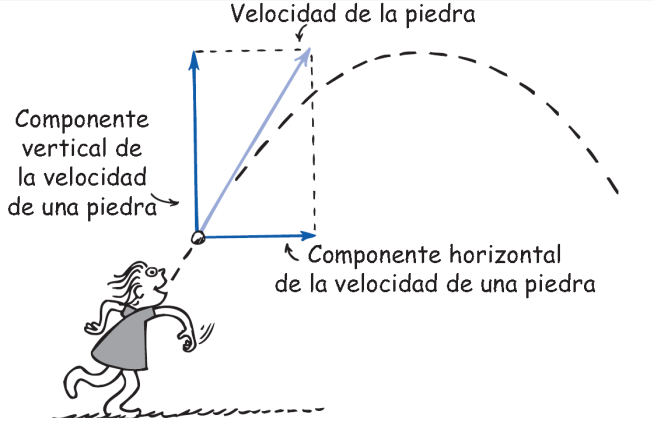 Velocidad de la piedra
Componente
vertical de
la velocidad
de una piedra
Componente horizontal
de la velocidad de una piedra